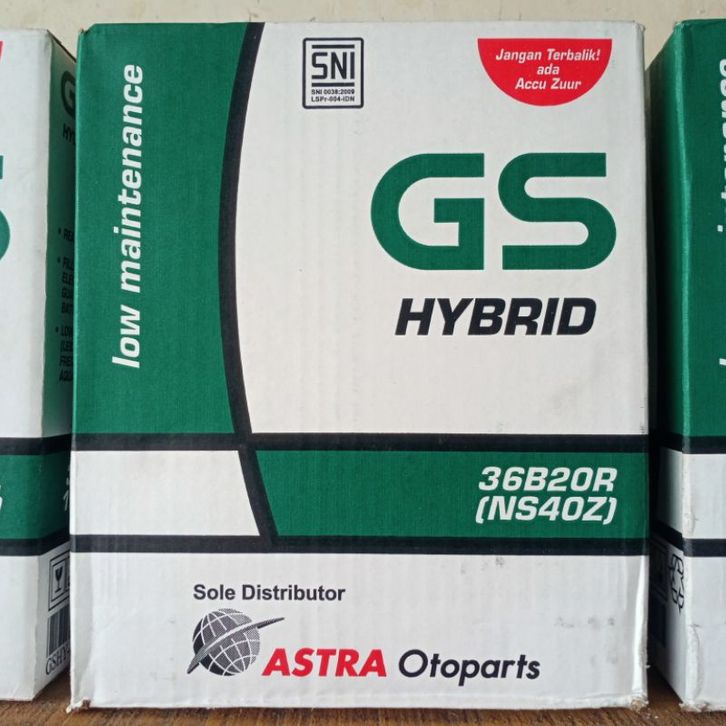 low maintenance
SNI
SNI 0038:2009
LSPr-004-IDN
Jangan Terbalik!
ada
Accu Zuur
GS
HYBRID
36B20R
(NS40Z)
Sole Distributor
ASTRA Otoparts